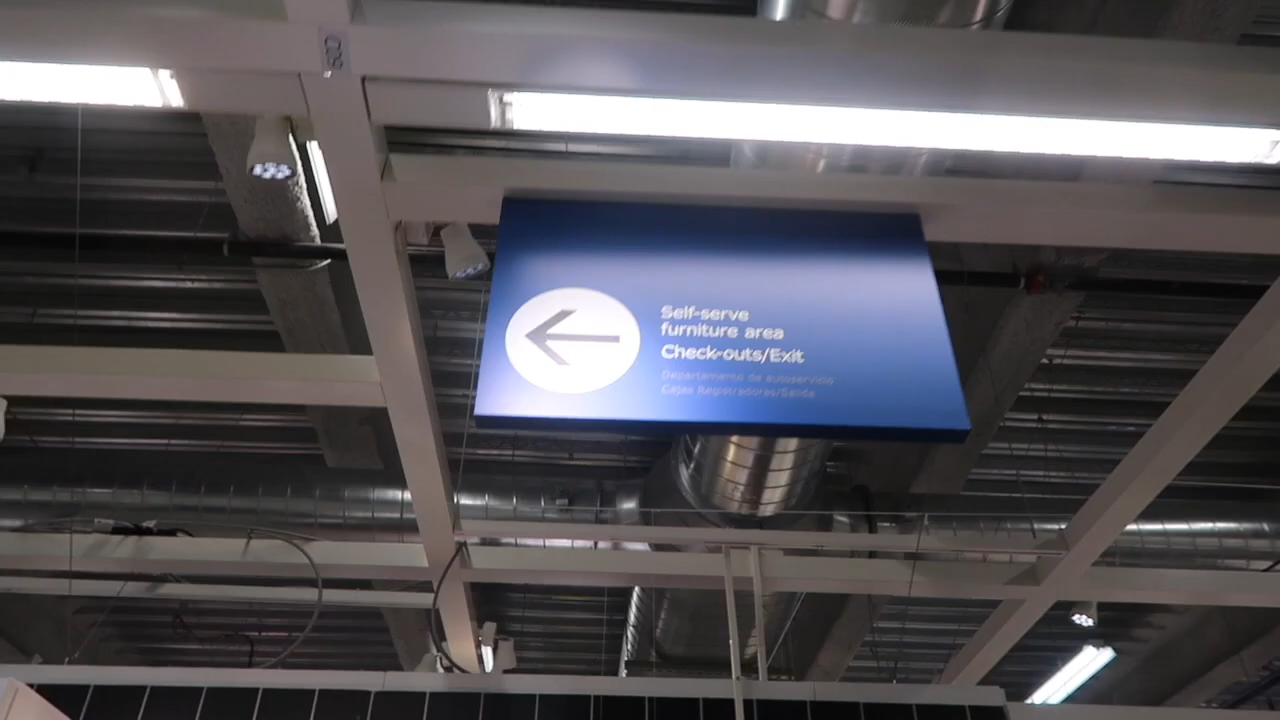 Self-serve
furniture area
Check-outs/Exit
Departamento de autoservicio
Cajas Registradoras/Salida